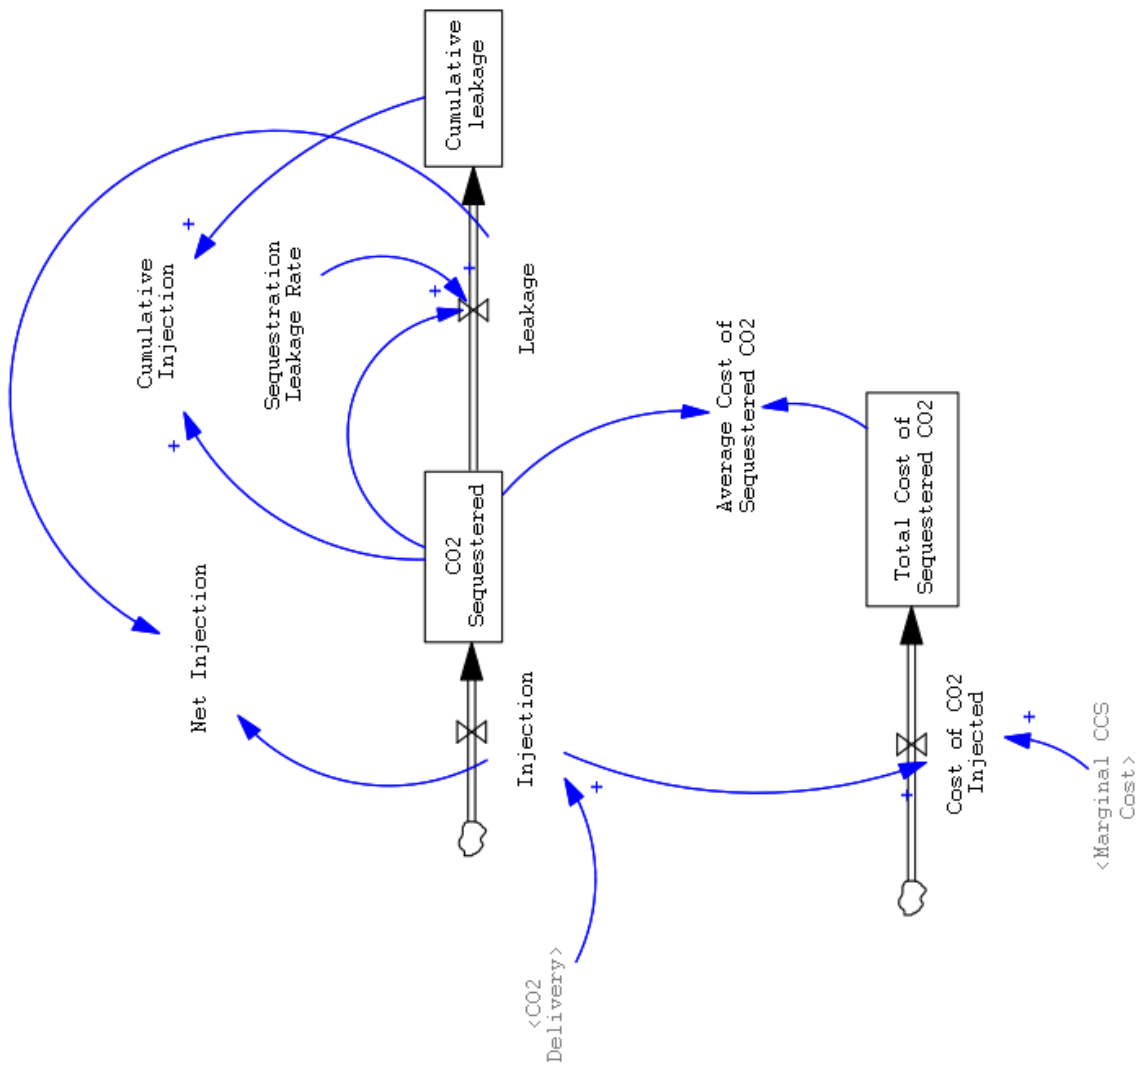 Cumulative
Injection
+
+
Net Injection
Sequestration
Leakage Rate
+
+
CO2
Sequestered
Cumulative
leakage
Injection
Leakage
<CO2
Delivery>
+
Average Cost of
Sequestered CO2
Total Cost of
Sequestered CO2
+
Cost of CO2
Injected
+
<Marginal CCS
Cost>